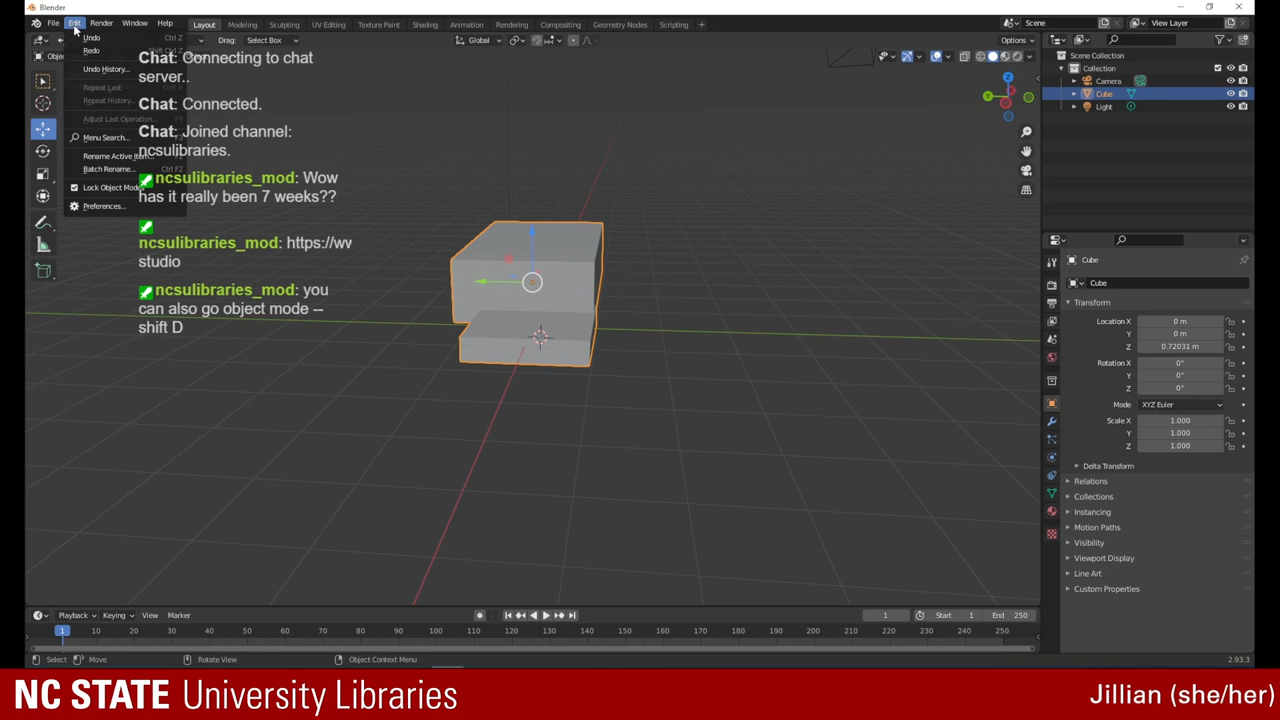 Blender
File Edit Render Window Help Layout Modeling Sculpting UV Editing Texture Paint Shading Animation Rendering Compositing Geometry Nodes Scripting + Scene View Layer
Drag: Select Box Global Options
Undo Ctrl Z
Redo Shift Ctrl Z
Undo History...
Repeat Last
Repeat History...
Adjust Last Operation...
Menu Search...
Rename Active Item...
Batch Rename... Ctrl F2
Lock Object Modes
Preferences...
Chat: Connecting to chat
server..
Chat: Connected.
Chat: Joined channel:
ncsulibraries.
ncsulibraries_mod: Wow
has it really been 7 weeks??
ncsulibraries_mod: https://wv
studio
ncsulibraries_mod: you
can also go object mode --
shift D
Z
Y
Scene Collection
Collection
Camera
Cube
Light
Cube
Cube
Transform
Location X 0 m
Y 0 m
Z 0.72031 m
Rotation X 0°
Y 0°
Z 0°
Mode XYZ Euler
Scale X 1.000
Y 1.000
Z 1.000
Delta Transform
Relations
Collections
Instancing
Motion Paths
Visibility
Viewport Display
Line Art
Custom Properties
Playback Keying View Marker 1 Start 1 End 250
1 10 20 30 40 50 60 70 80 90 100 110 120 130 140 150 160 170 180 190 200 210 220 230 240 250
Select Move Rotate View Object Context Menu 2.93.3
NC STATE University Libraries
Jillian (she/her)